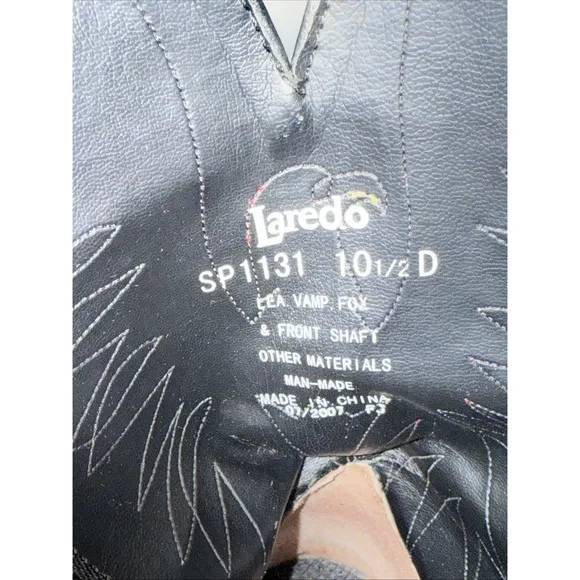 Laredo
SP1131 10 1/2 D
LEA VAMP, FOX
& FRONT SHAFT
OTHER MATERIALS
MAN-MADE
MADE IN CHINA
07/2007 FJ